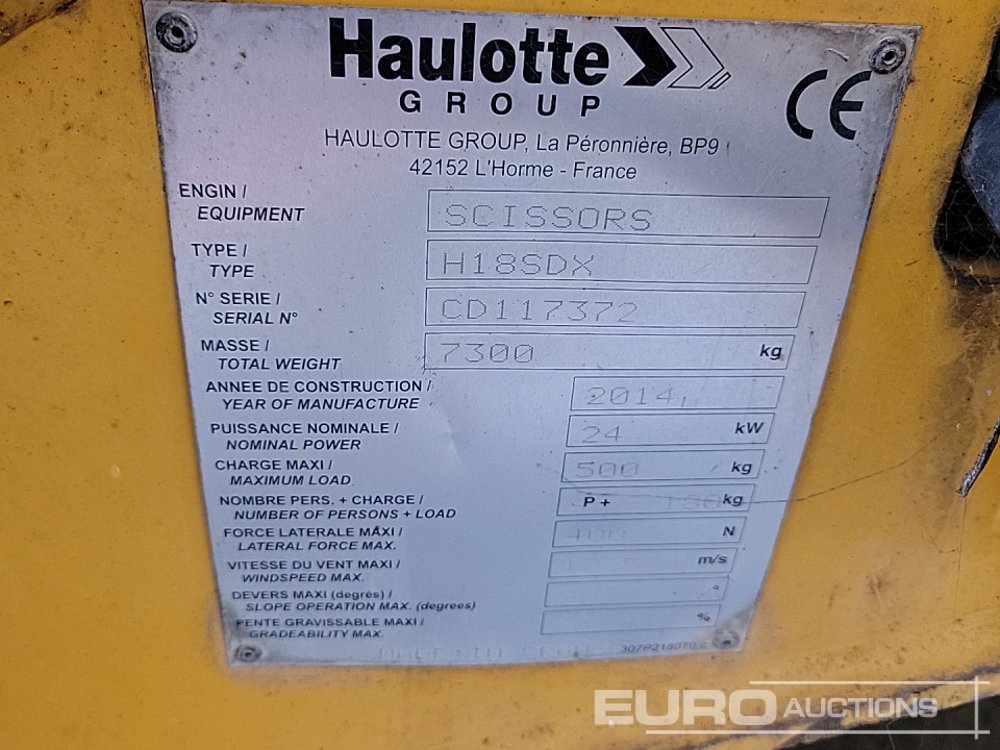 Haulotte
GROUP
CE
HAULOTTE GROUP, La Péronnière, BP9
42152 L'Horme - France
ENGIN /
EQUIPMENT
SCISSORS
TYPE /
TYPE
H18SDX
N° SERIE /
SERIAL N°
CD117372
MASSE /
TOTAL WEIGHT
7300 kg
ANNEE DE CONSTRUCTION /
YEAR OF MANUFACTURE
2014
PUISSANCE NOMINALE /
NOMINAL POWER
24 kW
CHARGE MAXI /
MAXIMUM LOAD
500 kg
NOMBRE PERS. + CHARGE /
NUMBER OF PERSONS + LOAD
P + kg
FORCE LATERALE MAXI /
LATERAL FORCE MAX.
400 N
VITESSE DU VENT MAXI /
WINDSPEED MAX.
m/s
DEVERS MAXI (degrés) /
SLOPE OPERATION MAX. (degrees)
°
PENTE GRAVISSABLE MAXI /
GRADEABILITY MAX.
%
MADE IN
EURO AUCTIONS